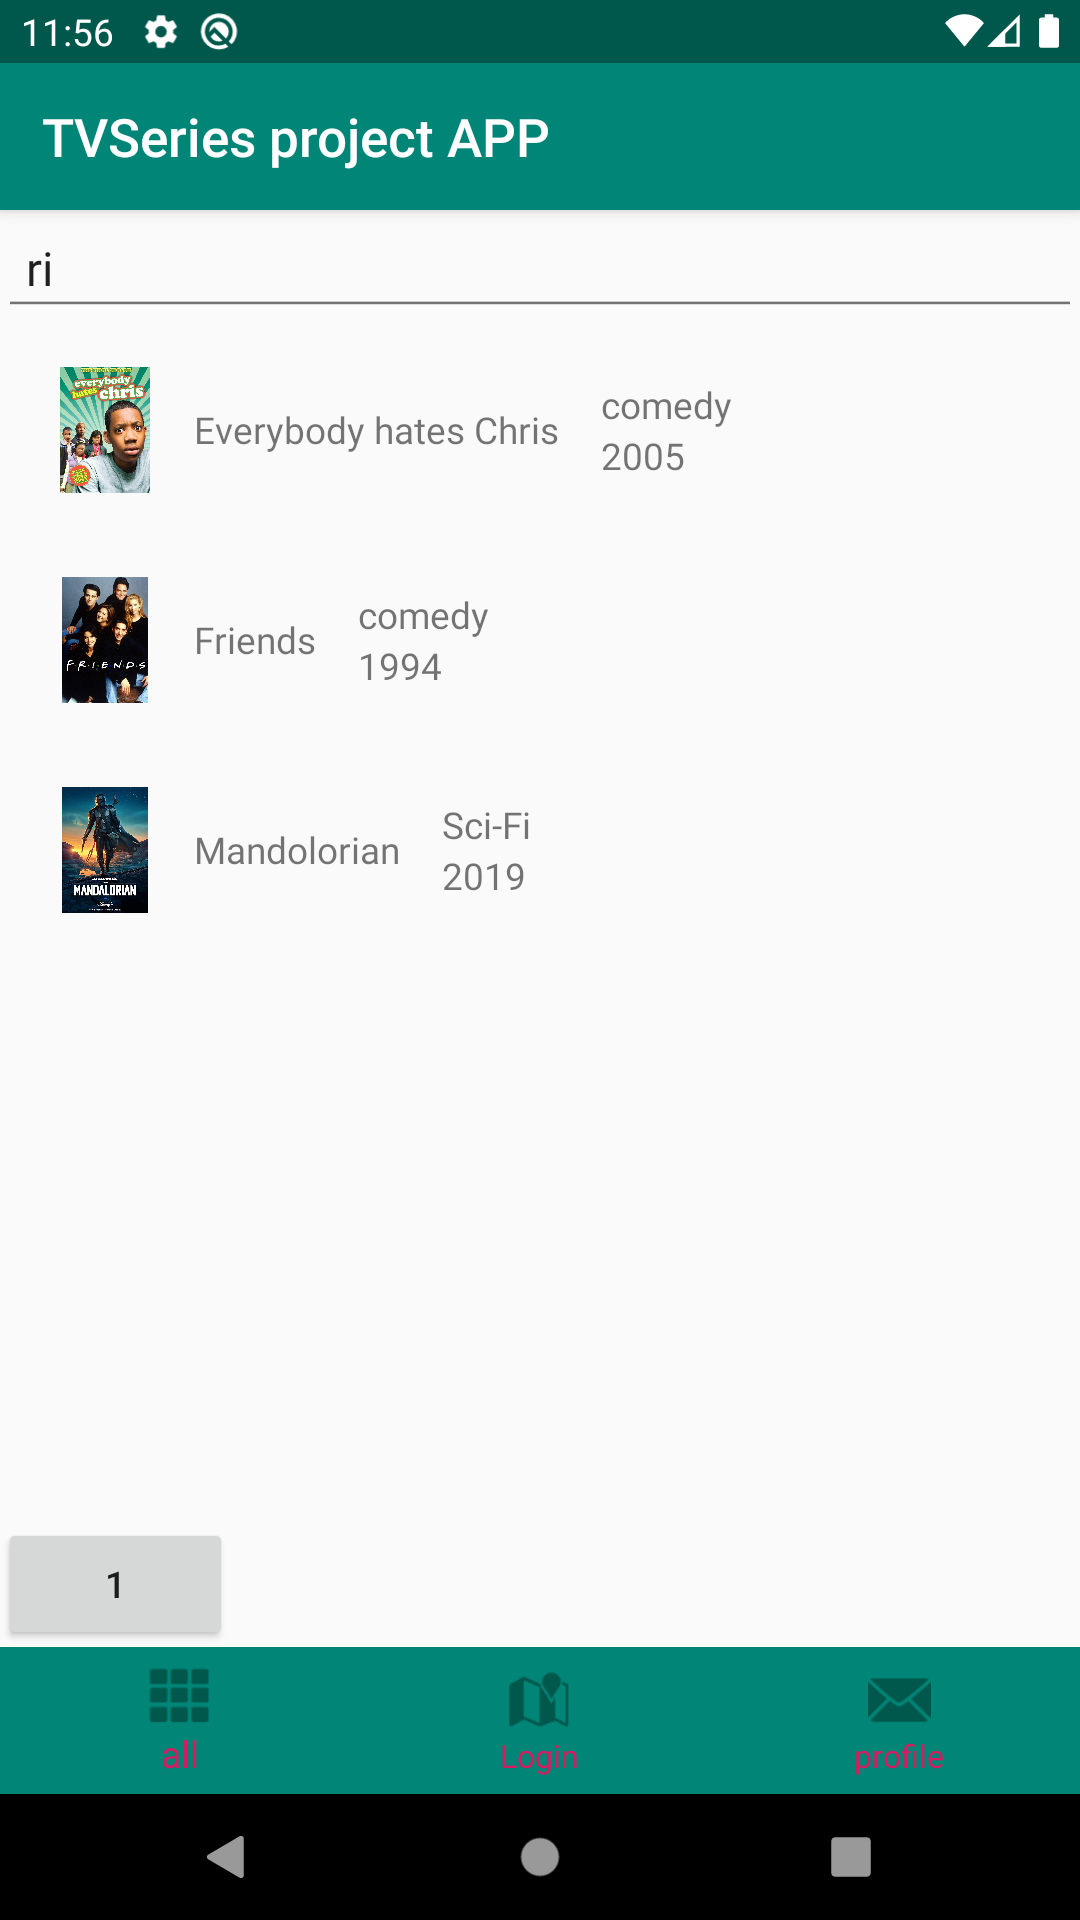 11:56
TVSeries project APP
ri
everybody
hates chris
Everybody hates Chris
comedy
2005
F·R·I·E·N·D·S
Friends
comedy
1994
MANDALORIAN
Mandolorian
Sci-Fi
2019
1
all
Login
profile